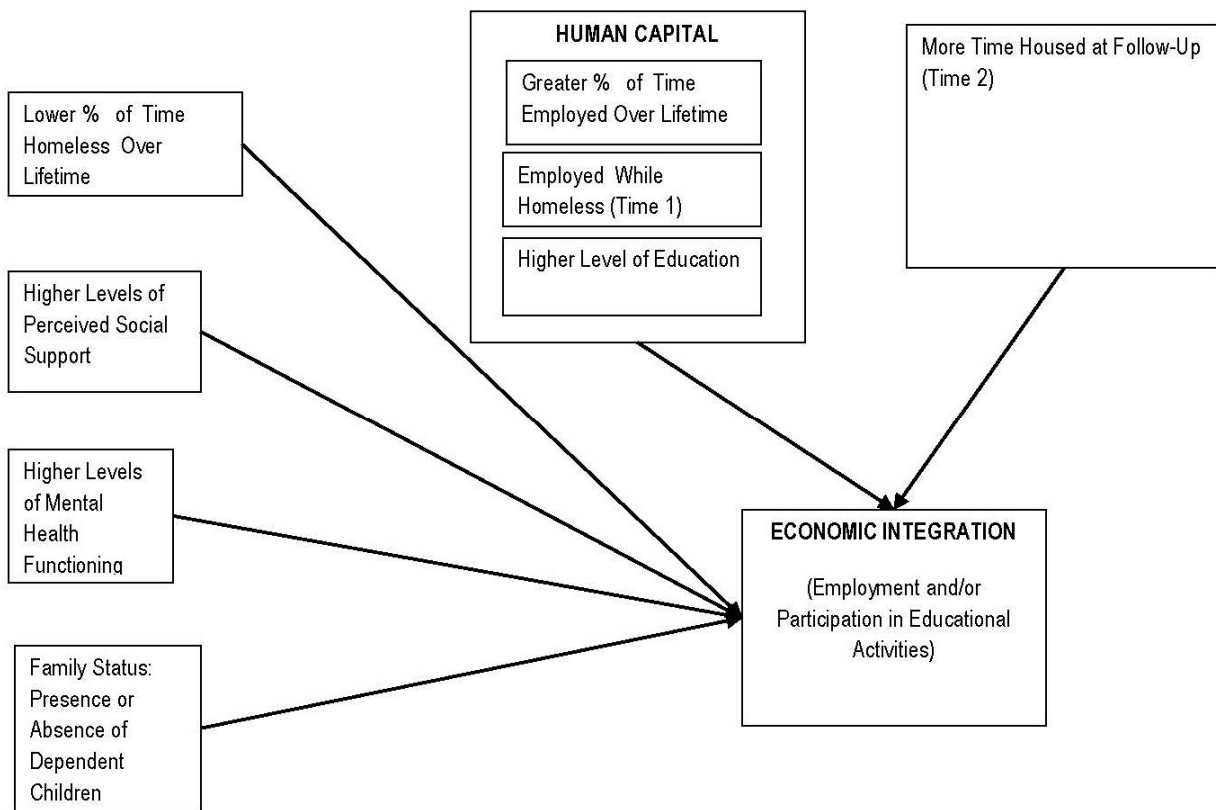 HUMAN CAPITAL
Greater % of Time
Employed Over Lifetime
Employed While
Homeless (Time 1)
Higher Level of Education
More Time Housed at Follow-Up
(Time 2)
Lower % of Time
Homeless Over
Lifetime
Higher Levels of
Perceived Social
Support
Higher Levels
of Mental
Health
Functioning
Family Status:
Presence or
Absence of
Dependent
Children
ECONOMIC INTEGRATION
(Employment and/or
Participation in Educational
Activities)